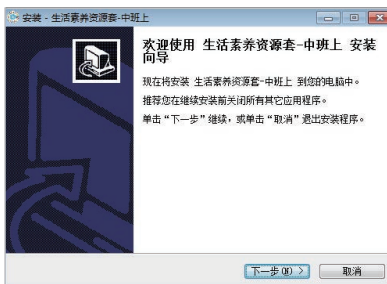 安装 - 生活素养资源套-中班上
欢迎使用 生活素养资源套-中班上 安装
向导
现在将安装 生活素养资源套-中班上 到您的电脑中。
推荐您在继续安装前关闭所有其它应用程序。
单击“下一步”继续，或单击“取消”退出安装程序。
下一步(N) >
取消